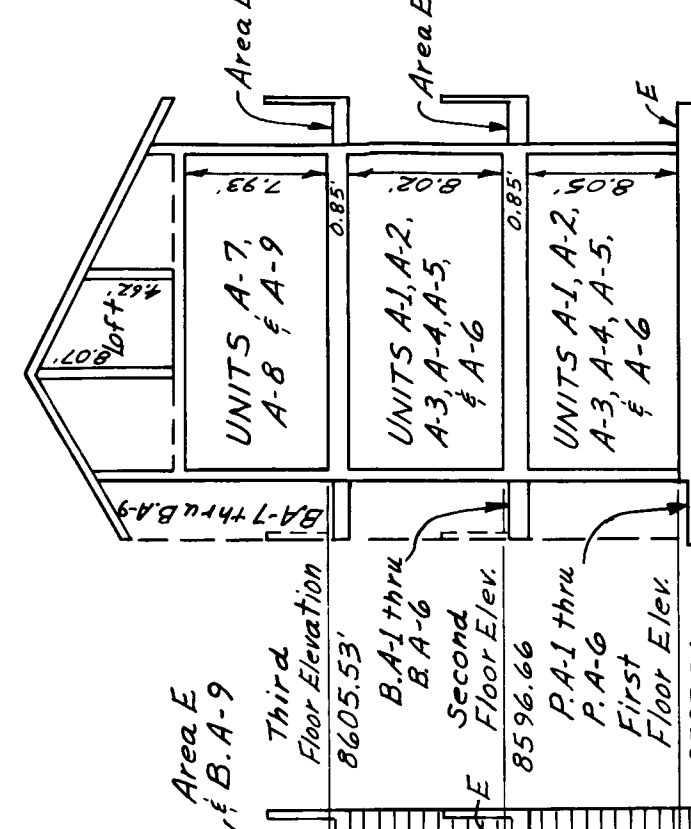 Area E
Area E
E
7.93'
0.85'
8.02'
0.85'
8.05'
8.07'
4.62'
Loft
UNITS A-7,
A-8 & A-9
UNITS A-1, A-2,
A-3, A-4, A-5,
& A-6
UNITS A-1, A-2,
A-3, A-4, A-5,
& A-6
B.A-7 thru B.A-9
Third
Floor Elevation
8605.53'
B.A-1 thru
B.A-6
Second
Floor Elev.
8596.66
P.A-1 thru
P.A-6
First
Floor Elev.
Area E
& B.A-9
E